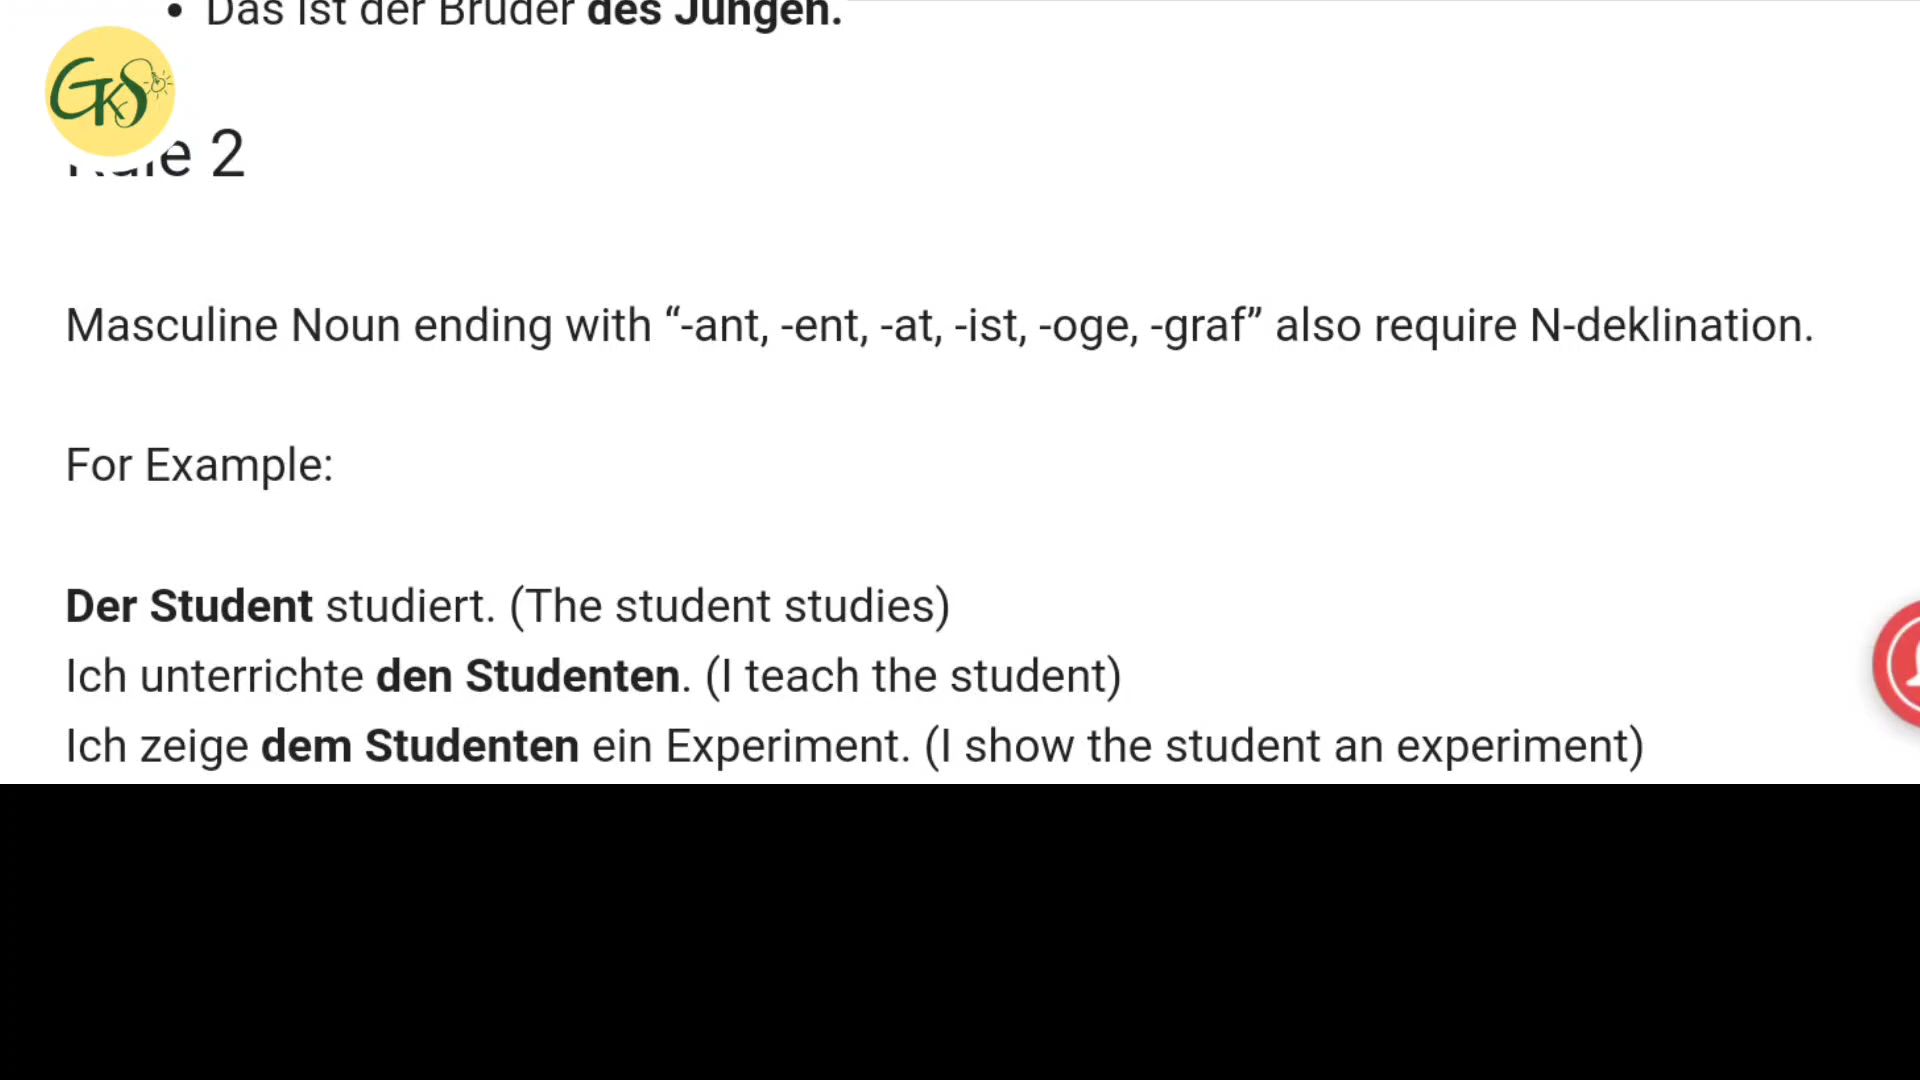 • Das ist der Bruder des Jungen.
GKS
Rule 2
Masculine Noun ending with “-ant, -ent, -at, -ist, -oge, -graf” also require N-deklination.
For Example:
Der Student studiert. (The student studies)
Ich unterrichte den Studenten. (I teach the student)
Ich zeige dem Studenten ein Experiment. (I show the student an experiment)